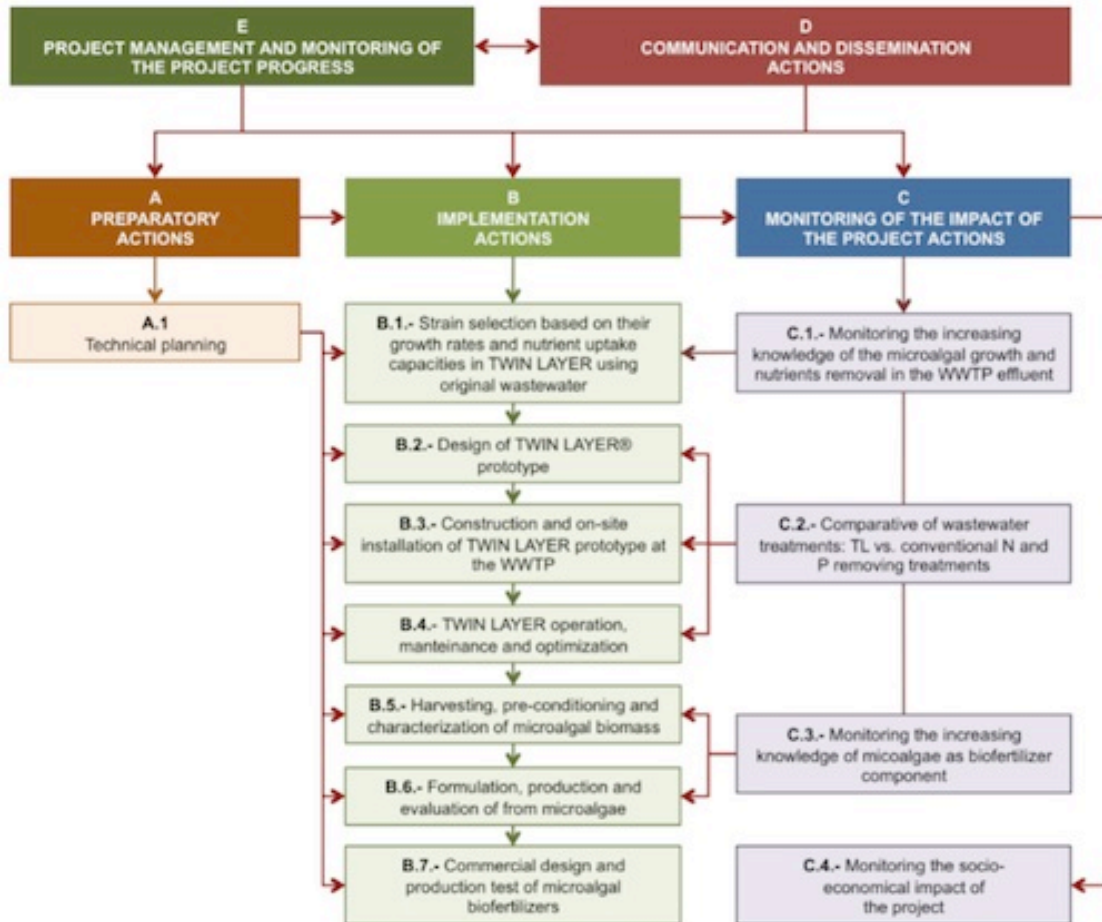 E
PROJECT MANAGEMENT AND MONITORING OF
THE PROJECT PROGRESS
D
COMMUNICATION AND DISSEMINATION
ACTIONS
A
PREPARATORY
ACTIONS
B
IMPLEMENTATION
ACTIONS
C
MONITORING OF THE IMPACT OF
THE PROJECT ACTIONS
A.1
Technical planning
B.1.- Strain selection based on their
growth rates and nutrient uptake
capacities in TWIN LAYER using
original wastewater
B.2.- Design of TWIN LAYER®
prototype
B.3.- Construction and on-site
installation of TWIN LAYER prototype at
the WWTP
B.4.- TWIN LAYER operation,
manteinance and optimization
B.5.- Harvesting, pre-conditioning and
characterization of microalgal biomass
B.6.- Formulation, production and
evaluation of from microalgae
B.7.- Commercial design and
production test of microalgal
biofertilizers
C.1.- Monitoring the increasing
knowledge of the microalgal growth and
nutrients removal in the WWTP effluent
C.2.- Comparative of wastewater
treatments: TL vs. conventional N and
P removing treatments
C.3.- Monitoring the increasing
knowledge of micoalgae as biofertilizer
component
C.4.- Monitoring the socio-
economical impact of
the project